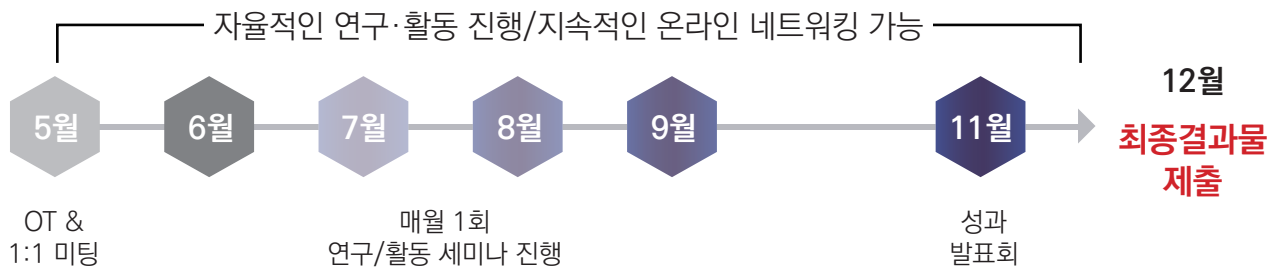 자율적인 연구·활동 진행/지속적인 온라인 네트워킹 가능
5월
6월
7월
8월
9월
11월
12월
최종결과물
제출
OT &
1:1 미팅
매월 1회
연구/활동 세미나 진행
성과
발표회